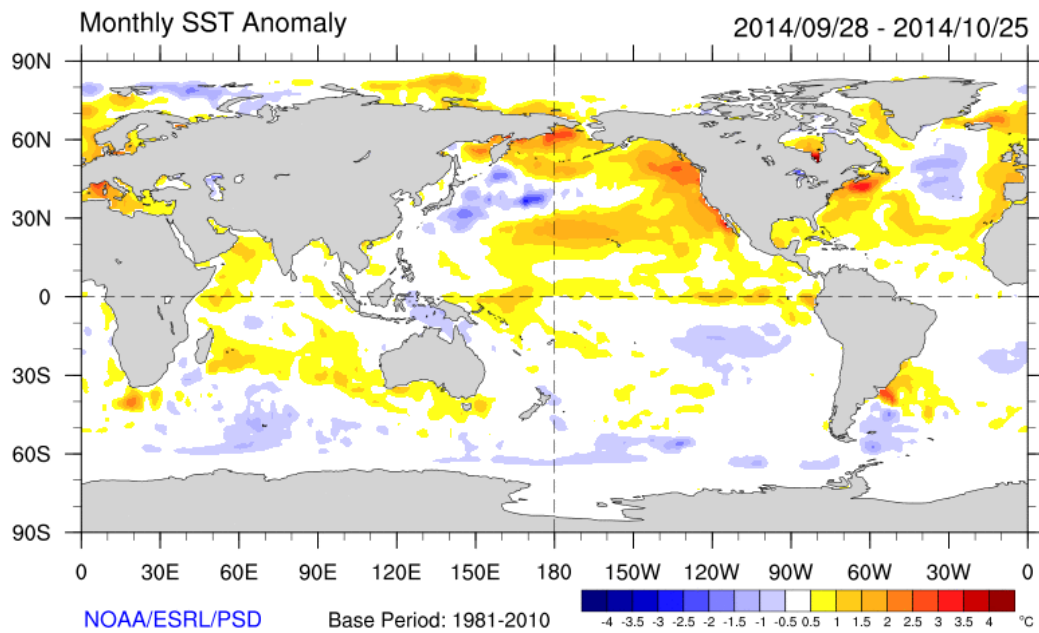 Monthly SST Anomaly 2014/09/28 - 2014/10/25
90N
60N
30N
0
30S
60S
90S
0 30E 60E 90E 120E 150E 180 150W 120W 90W 60W 30W 0
NOAA/ESRL/PSD Base Period: 1981-2010
-4 -3.5 -3 -2.5 -2 -1.5 -1 -0.5 0.5 1 1.5 2 2.5 3 3.5 4 °C